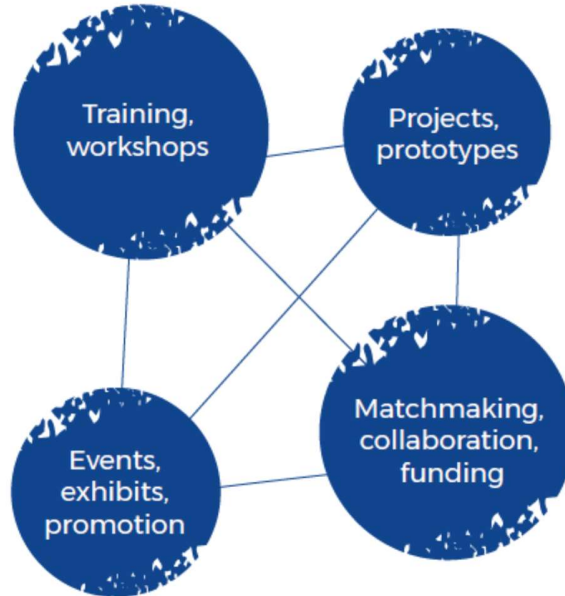 Training,
workshops
Projects,
prototypes
Matchmaking,
collaboration,
funding
Events,
exhibits,
promotion